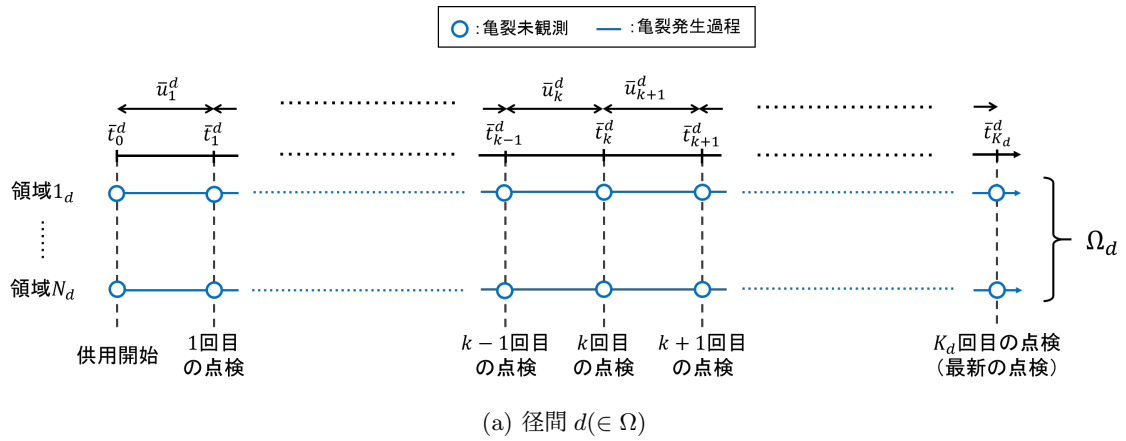 ○:亀裂未観測 ―:亀裂発生過程
ū₁ᵈ ū_k^d ū_{k+1}^d
t̄₀ᵈ t̄₁ᵈ t̄_{k-1}^d t̄_k^d t̄_{k+1}^d t̄_{K_d}^d
領域1_d
Ω_d
領域N_d
供用開始
1回目
の点検
k − 1回目
の点検
k回目
の点検
k + 1回目
の点検
K_d回目の点検
(最新の点検)
(a) 径間 d(∈ Ω)